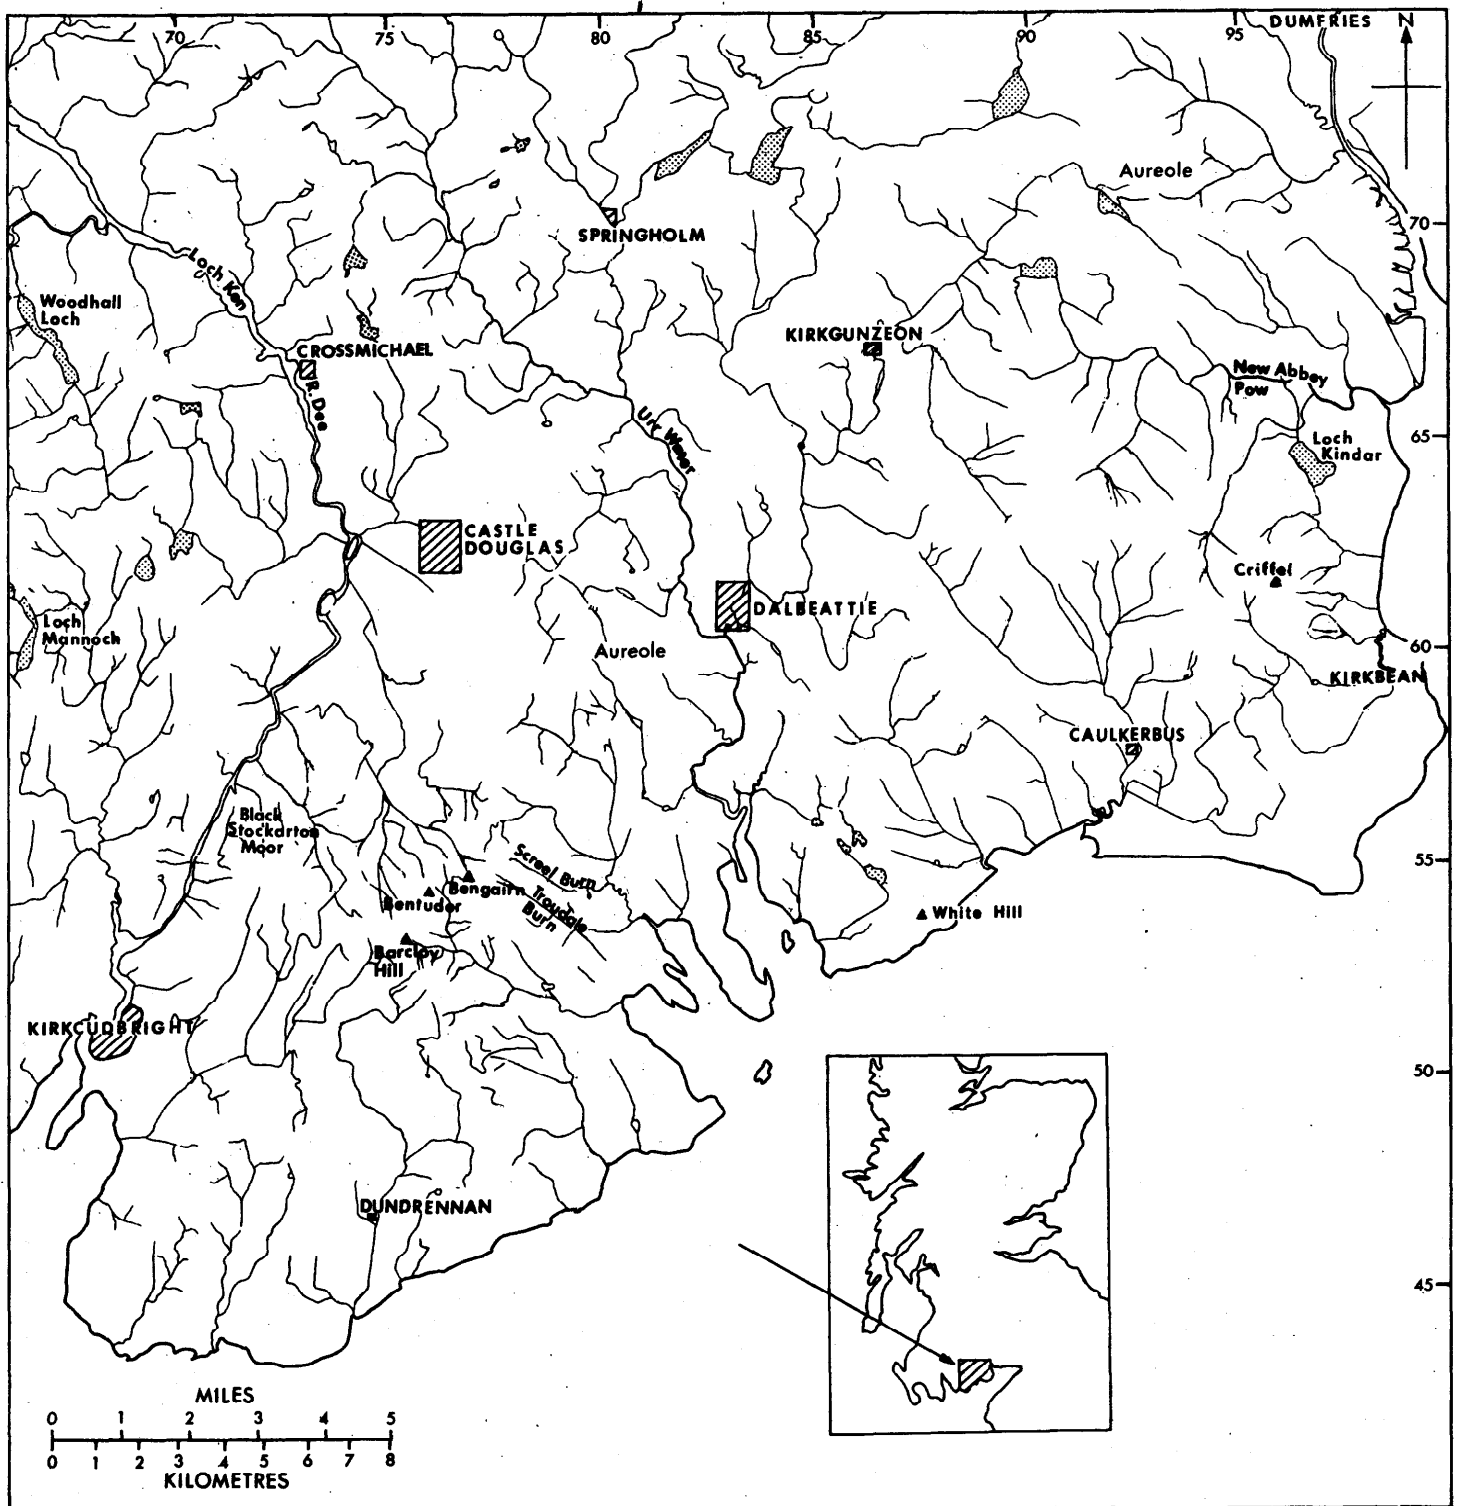 70 75 80 85 90 95
DUMFRIES
N
Aureole
70
SPRINGHOLM
Loch Ken
Woodhall
Loch
KIRKGUNZEON
CROSSMICHAEL
R. Dee
New Abbey
Pow
Urr Water
65
Loch
Kindar
CASTLE
DOUGLAS
Criffel
DALBEATTIE
Loch
Mannoch
Aureole
60
KIRKBEAN
CAULKERBUS
Black
Stockarton
Moor
55
Screel Burn
Bengairn
Troudale
Burn
Bentuder
White Hill
Barcloy
Hill
KIRKCUDBRIGHT
50
DUNDRENNAN
45
MILES
0 1 2 3 4 5
0 1 2 3 4 5 6 7 8
KILOMETRES